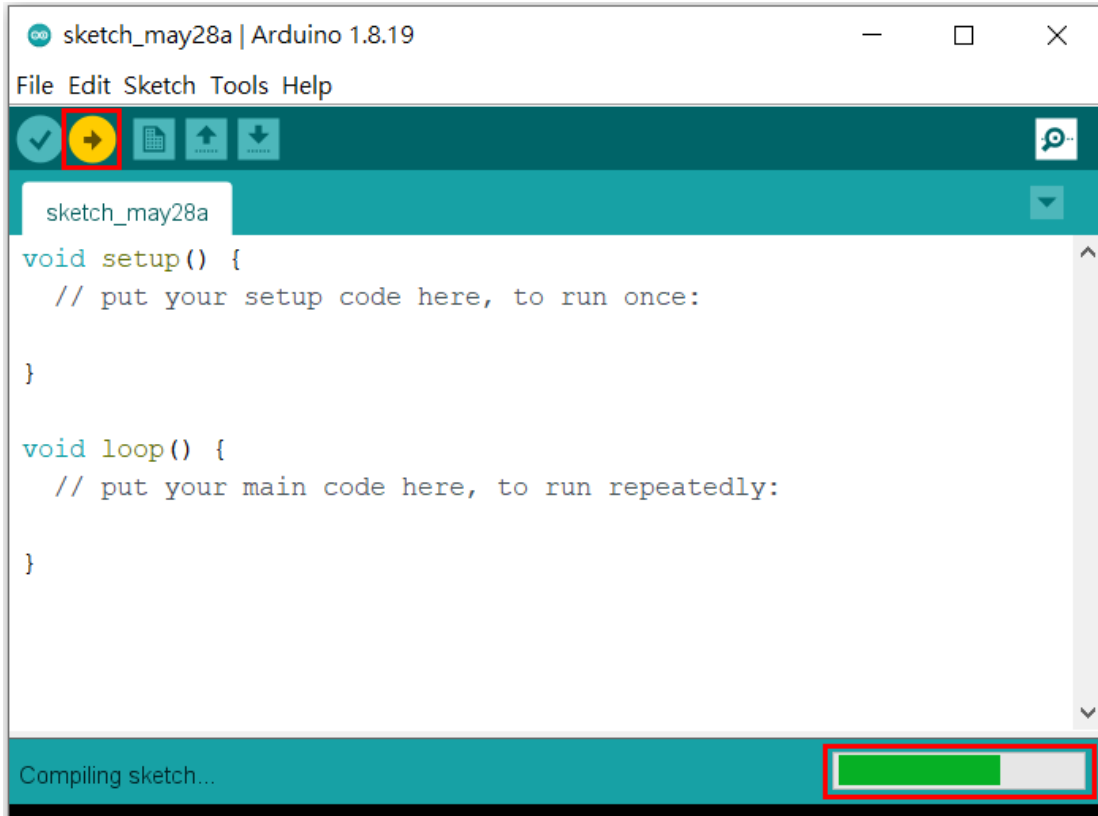 sketch_may28a | Arduino 1.8.19
File Edit Sketch Tools Help
sketch_may28a
void setup() {
  // put your setup code here, to run once:
}
void loop() {
  // put your main code here, to run repeatedly:
}
Compiling sketch...